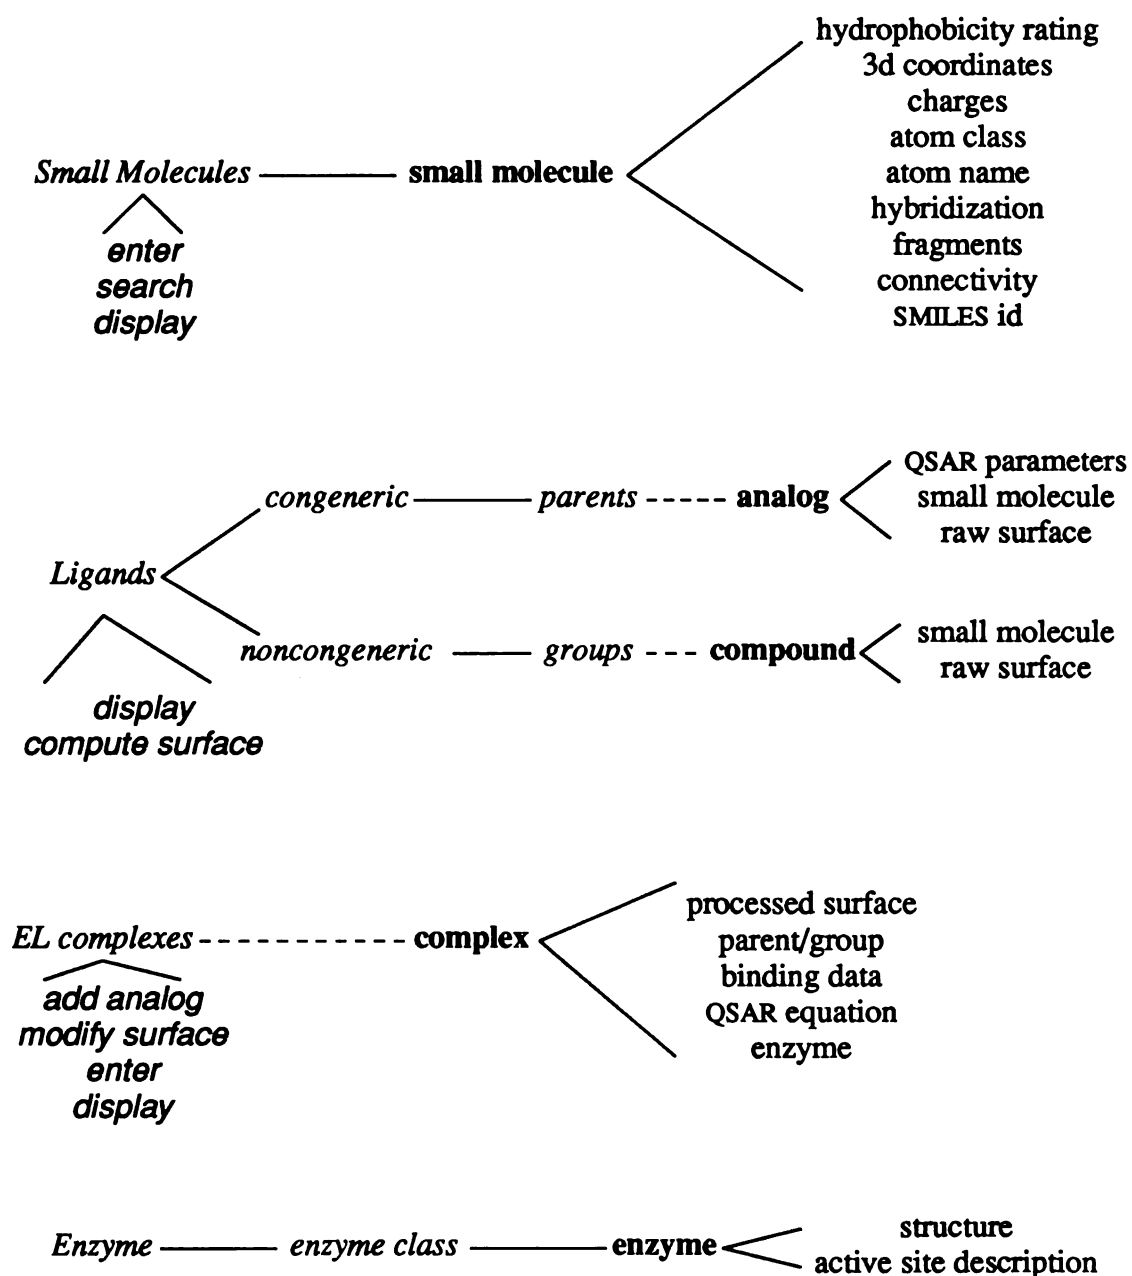 hydrophobicity rating
3d coordinates
charges
atom class
Small Molecules small molecule atom name
hybridization
enter
fragments
search
connectivity
display
SMILES id
QSAR parameters
congeneric parents analog small molecule
raw surface
Ligands
small molecule
noncongeneric groups compound
raw surface
display
compute surface
processed surface
EL complexes complex parent/group
binding data
add analog
QSAR equation
modify surface
enzyme
enter
display
structure
Enzyme enzyme class enzyme
active site description